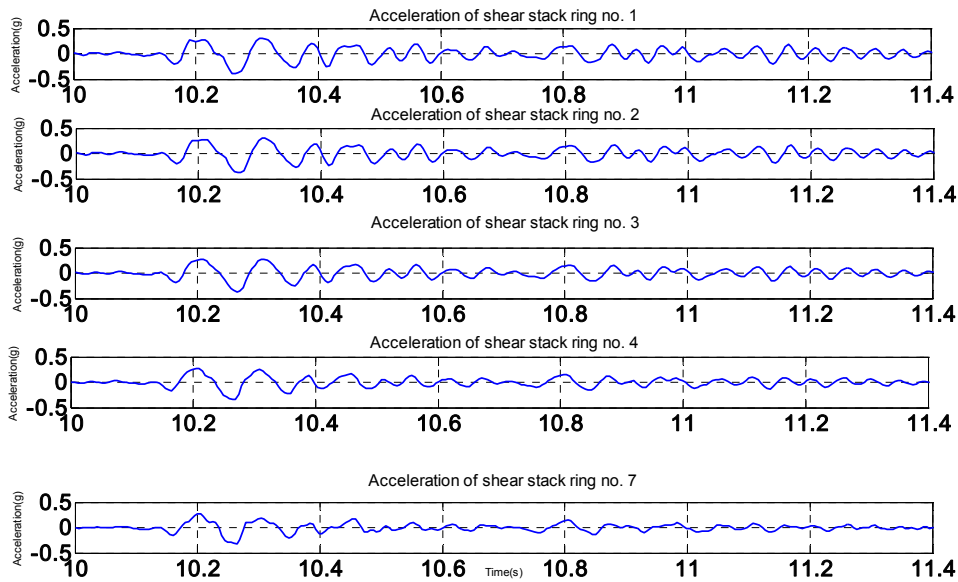 Acceleration of shear stack ring no. 1
Acceleration(g)
0.5
0
-0.5
10 10.2 10.4 10.6 10.8 11 11.2 11.4
Acceleration of shear stack ring no. 2
Acceleration(g)
0.5
0
-0.5
10 10.2 10.4 10.6 10.8 11 11.2 11.4
Acceleration of shear stack ring no. 3
Acceleration(g)
0.5
0
-0.5
10 10.2 10.4 10.6 10.8 11 11.2 11.4
Acceleration of shear stack ring no. 4
Acceleration(g)
0.5
0
-0.5
10 10.2 10.4 10.6 10.8 11 11.2 11.4
Acceleration of shear stack ring no. 7
Acceleration(g)
0.5
0
-0.5
10 10.2 10.4 10.6 10.8 11 11.2 11.4
Time(s)